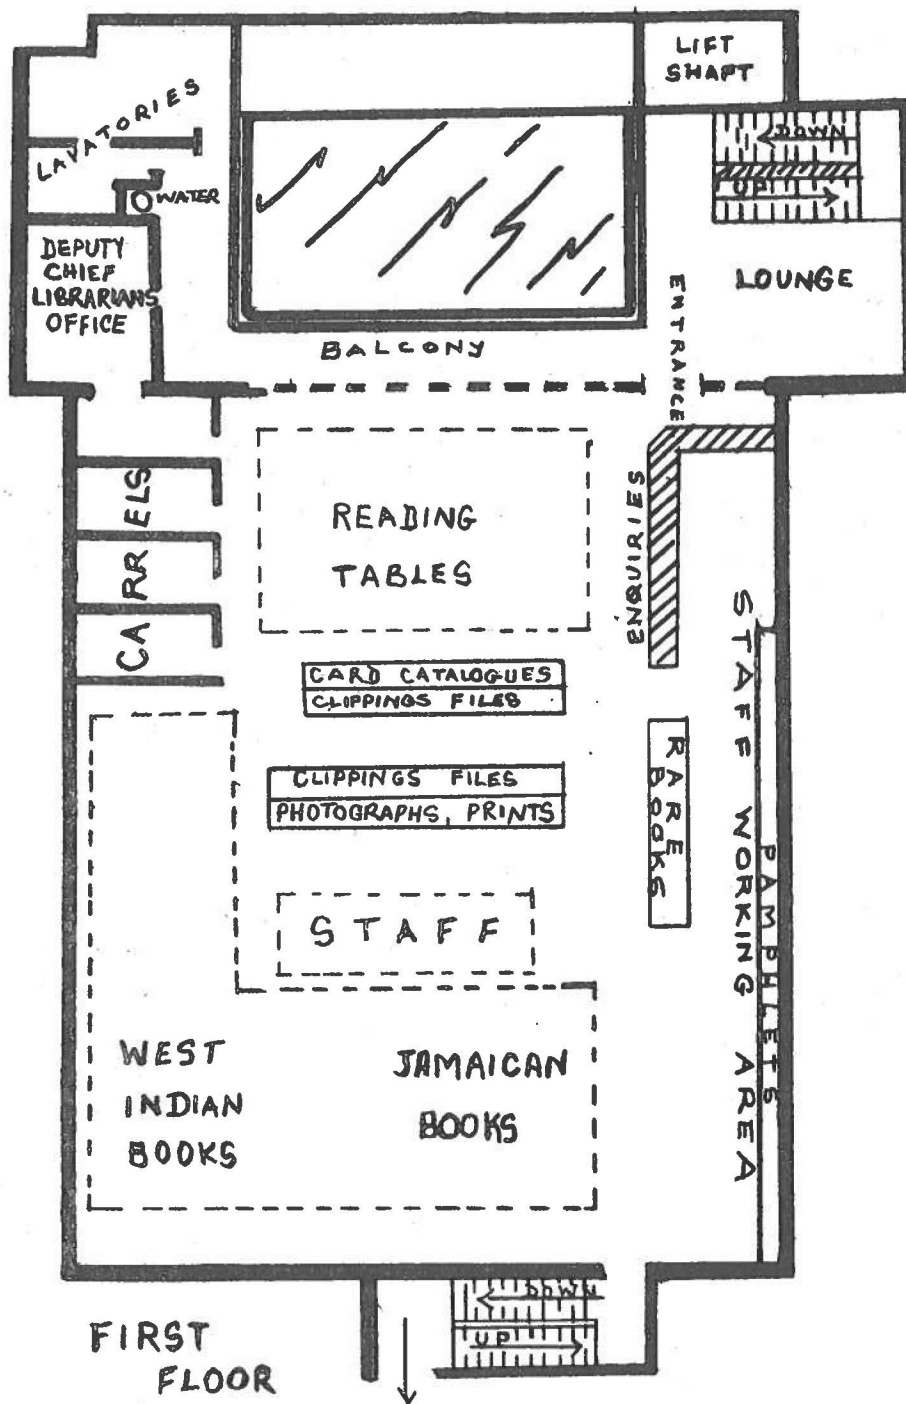 LIFT
SHAFT
LAVATORIES
DOWN
UP
WATER
DEPUTY
CHIEF
LIBRARIANS
OFFICE
LOUNGE
ENTRANCE
BALCONY
CARRELS
READING
TABLES
ENQUIRIES
CARD CATALOGUES
CLIPPINGS FILES
CLIPPINGS FILES
PHOTOGRAPHS, PRINTS
RARE
BOOKS
STAFF WORKING AREA
PAMPHLETS
STAFF
WEST
INDIAN
BOOKS
JAMAICAN
BOOKS
DOWN
UP
FIRST
FLOOR